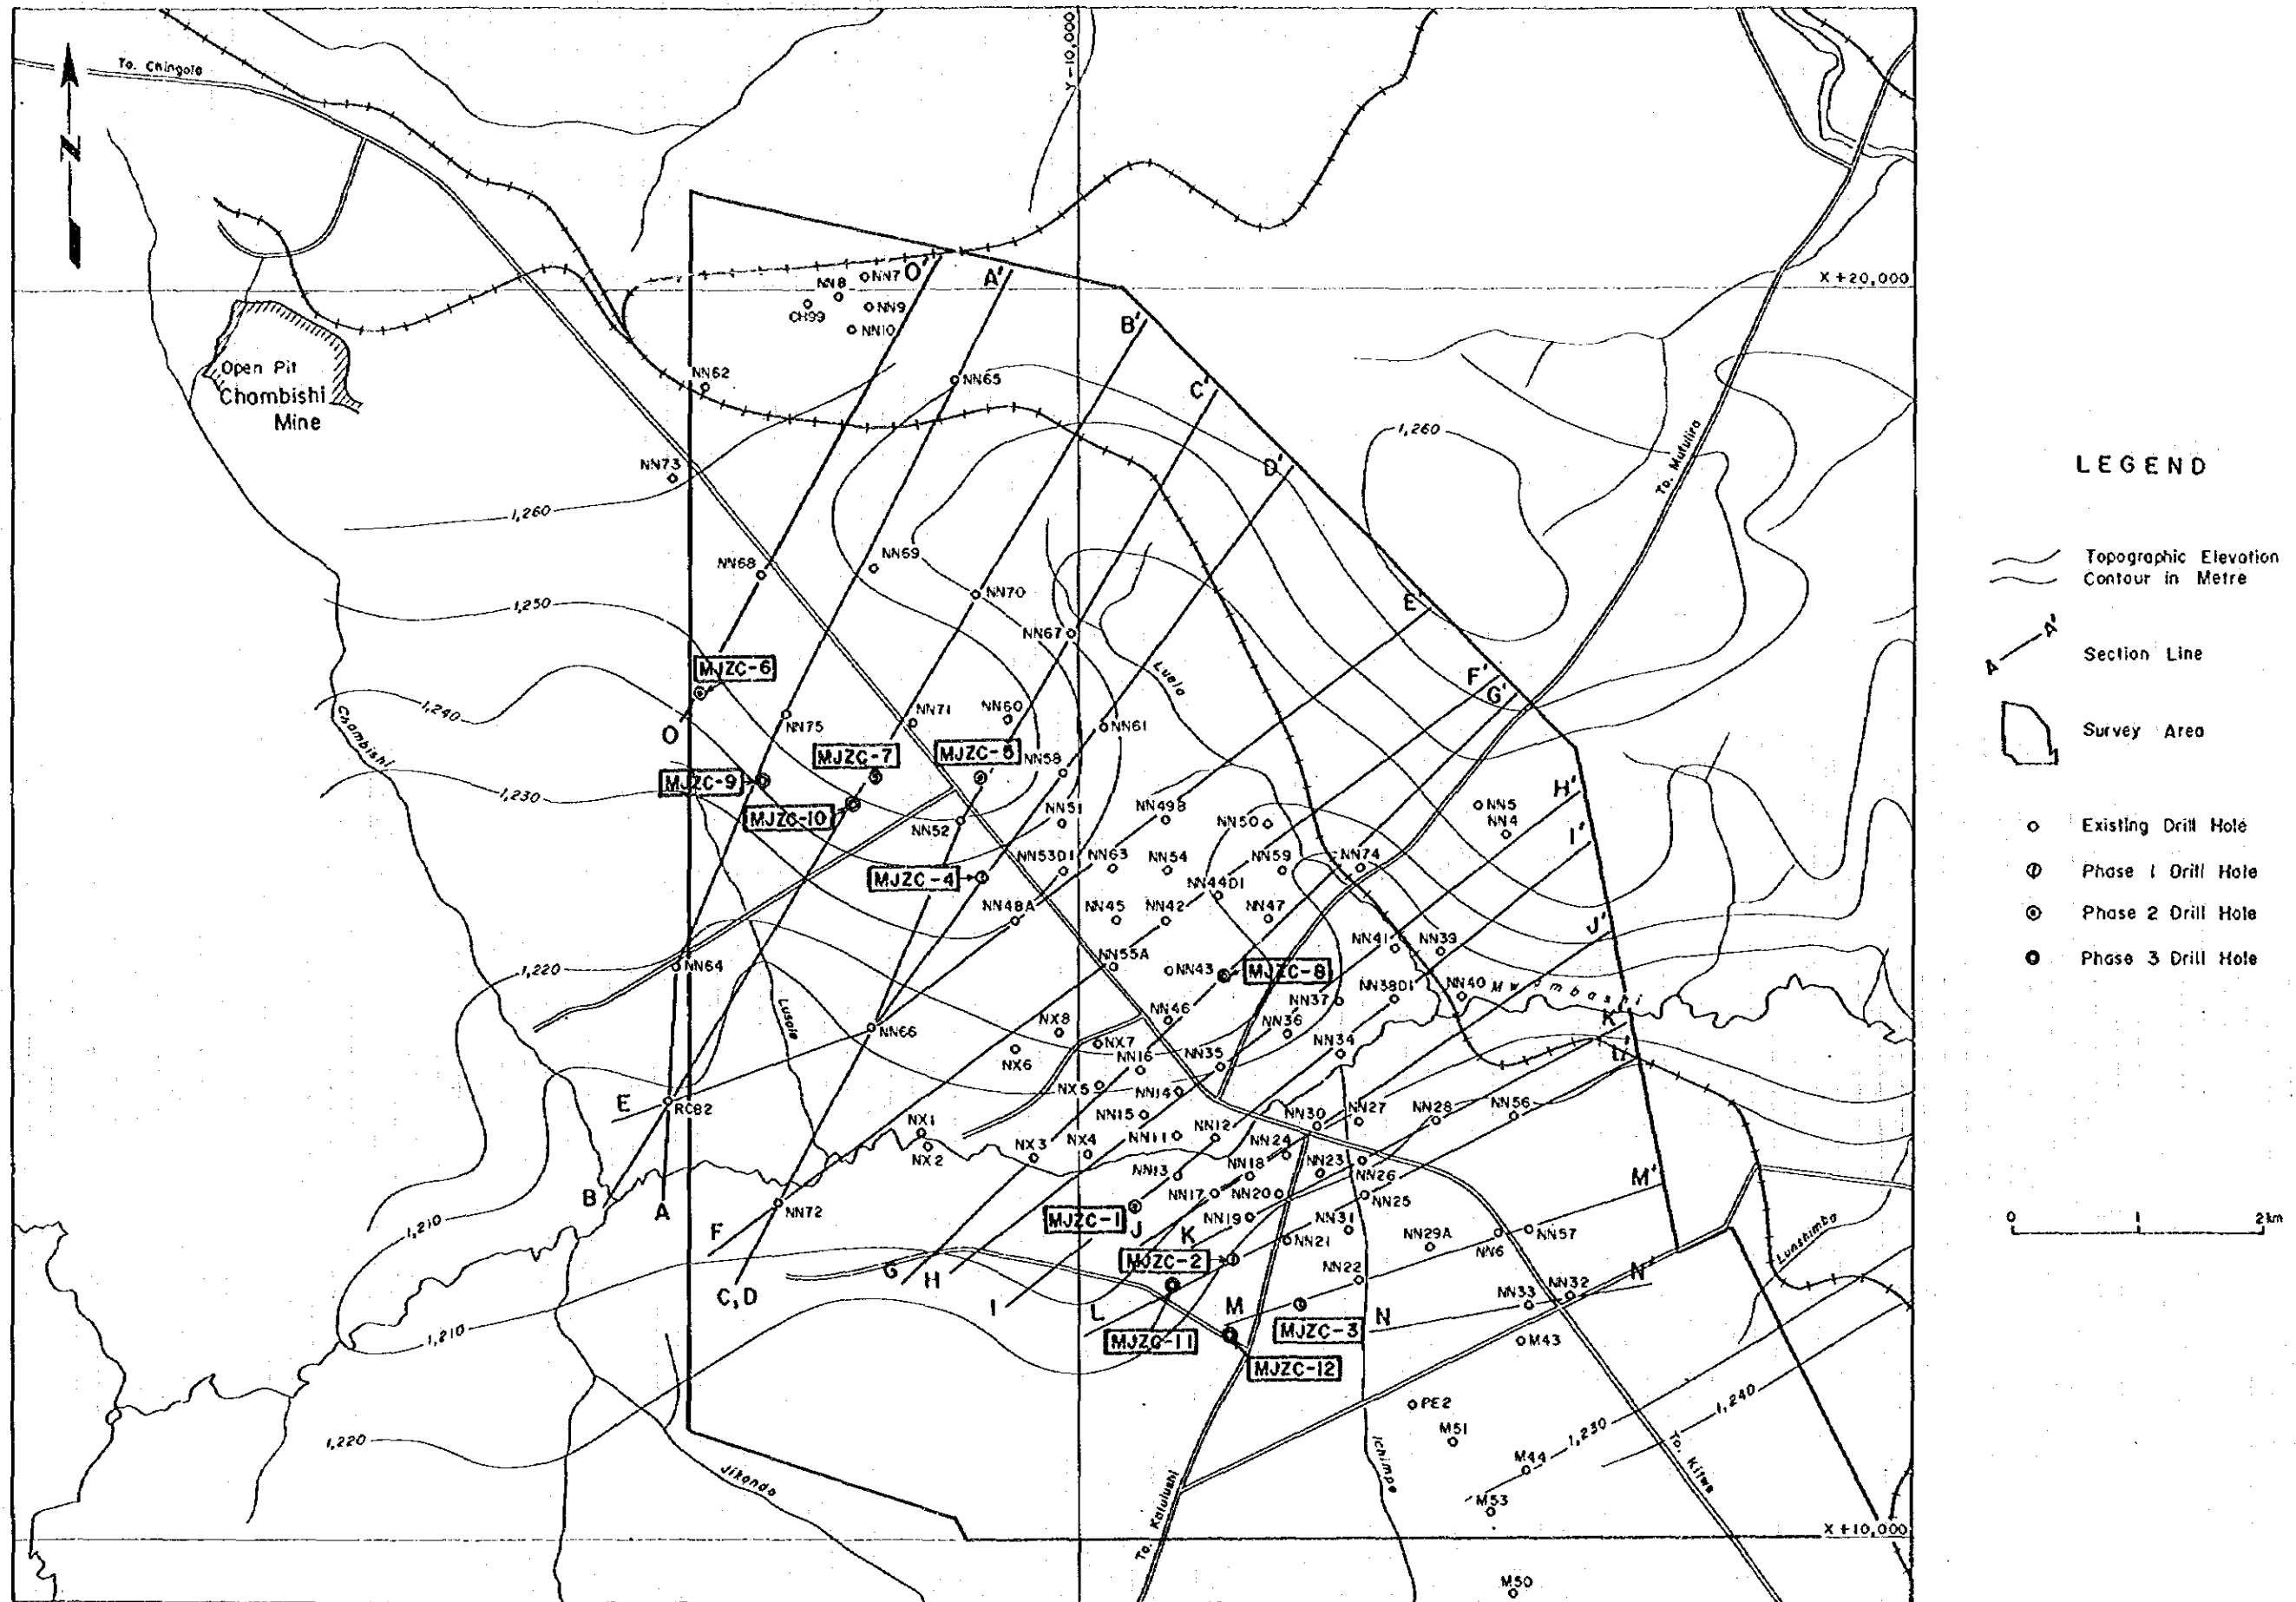 To. Chingola
Y-10,000
N
O'
A'
NN7
NN8
NN9
CH99
NN10
X+20,000
B'
Open Pit
Chambishi
Mine
NN62
NN65
C'
1,260
To. Mufulira
D'
NN73
1,260
LEGEND
NN68
NN69
NN70
1,250
E'
Topographic Elevation
Contour in Metre
NN67
A'
A
Section Line
MJZC-6
Luela
F'
G'
1,240
Chambishi
O
NN75
NN71
NN60
NN61
Survey Area
MJZC-7
MJZC-5
NN58
MJZC-9
1,230
H'
MJZC-10
NN52
NN51
NN49B
NN50
NN5
NN4
I'
Existing Drill Hole
NN53D1
NN63
NN54
NN59
NN74
MJZC-4
NN44D1
Phase 1 Drill Hole
NN48A
NN45
NN42
NN47
J'
Phase 2 Drill Hole
NN41
NN39
NN55A
1,220
NN64
NN43
MJZC-8
Phase 3 Drill Hole
NN38D1
NN40
Mwambashi
NN37
Lusale
NN66
NX8
NN46
NN36
K'
L'
NX6
NX7
NN16
NN35
NN34
NX5
NN14
E
RC82
NN15
NN30
NN27
NN28
NN56
NX1
NX2
NX3
NX4
NN11
NN12
NN24
NN13
NN18
NN23
NN26
M'
B
A
NN72
NN17
NN20
NN25
1,210
F
MJZC-1
J
K
NN19
NN31
NN21
NN29A
NN6
NN57
Lunshimba
0
1
2km
MJZC-2
G
H
NN22
N'
C,D
I
L
M
NN33
NN32
1,210
MJZC-11
MJZC-3
N
M43
MJZC-12
PE2
1,240
1,230
M51
1,220
Jikondo
Ichimpe
M44
To. Kitwe
To. Kalulushi
M53
X+10,000
M50